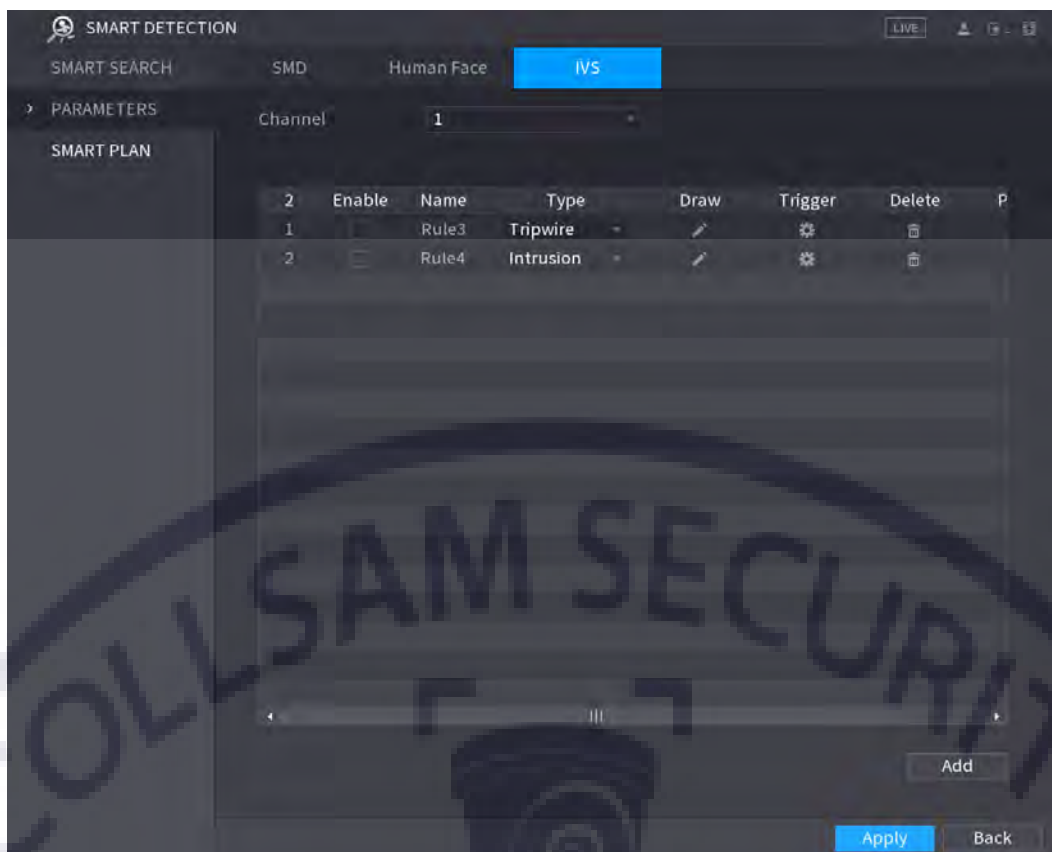 SMART DETECTION LIVE
SMART SEARCH SMD Human Face IVS
PARAMETERS
Channel 1
SMART PLAN
2 Enable Name Type Draw Trigger Delete P
1 Rule3 Tripwire
2 Rule4 Intrusion
OLLSAM SECURI
Add
Apply Back